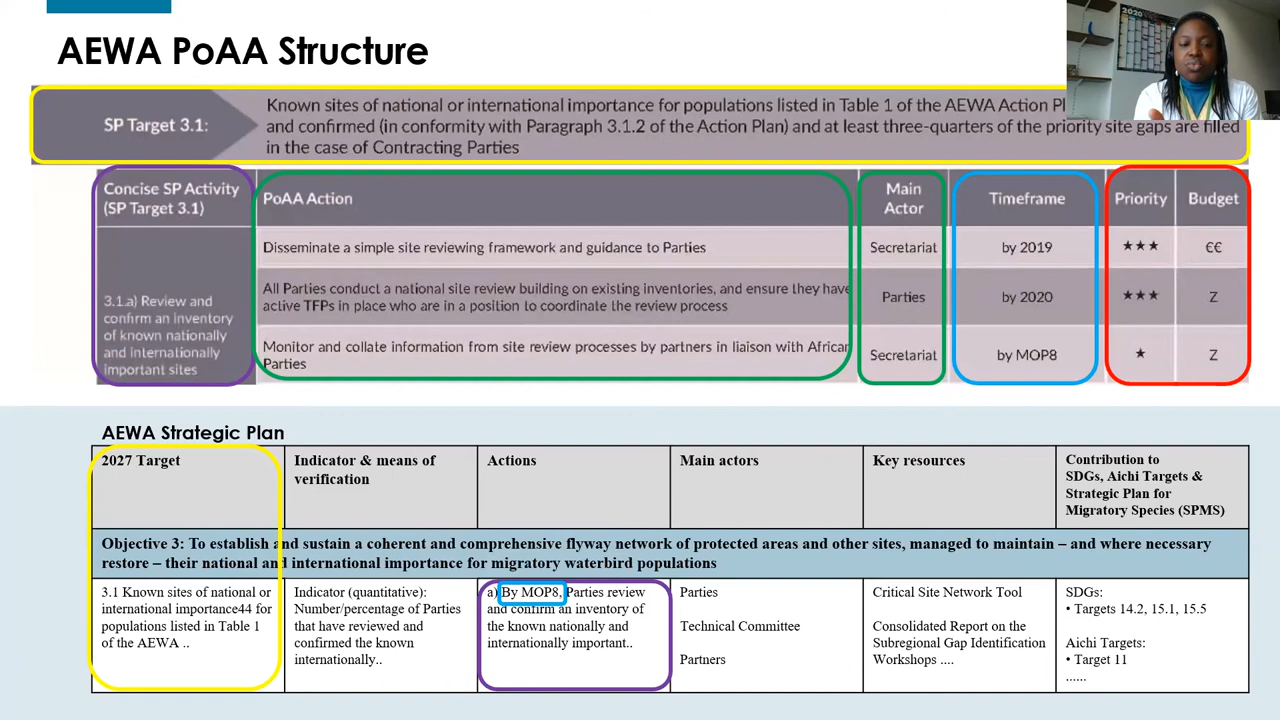 2020
AEWA PoAA Structure
SP Target 3.1:
Known sites of national or international importance for populations listed in Table 1 of the AEWA Action Pl
and confirmed (in conformity with Paragraph 3.1.2 of the Action Plan) and at least three-quarters of the priority site gaps are filled
in the case of Contracting Parties
Concise SP Activity
(SP Target 3.1)
PoAA Action
Main
Actor
Timeframe
Priority
Budget
3.1.a) Review and
confirm an inventory
of known nationally
and internationally
important sites
Disseminate a simple site reviewing framework and guidance to Parties
Secretariat
by 2019
★★★
€€
All Parties conduct a national site review building on existing inventories, and ensure they have
active TFPs in place who are in a position to coordinate the review process
Parties
by 2020
★★★
Z
Monitor and collate information from site review processes by partners in liaison with African
Parties
Secretariat
by MOP8
★
Z
AEWA Strategic Plan
2027 Target
Indicator & means of
verification
Actions
Main actors
Key resources
Contribution to
SDGs, Aichi Targets &
Strategic Plan for
Migratory Species (SPMS)
Objective 3: To establish and sustain a coherent and comprehensive flyway network of protected areas and other sites, managed to maintain – and where necessary
restore – their national and international importance for migratory waterbird populations
3.1 Known sites of national or
international importance44 for
populations listed in Table 1
of the AEWA ..
Indicator (quantitative):
Number/percentage of Parties
that have reviewed and
confirmed the known
internationally..
a) By MOP8, Parties review
and confirm an inventory of
the known nationally and
internationally important..
Parties
Technical Committee
Partners
Critical Site Network Tool
Consolidated Report on the
Subregional Gap Identification
Workshops ....
SDGs:
• Targets 14.2, 15.1, 15.5
Aichi Targets:
• Target 11
......